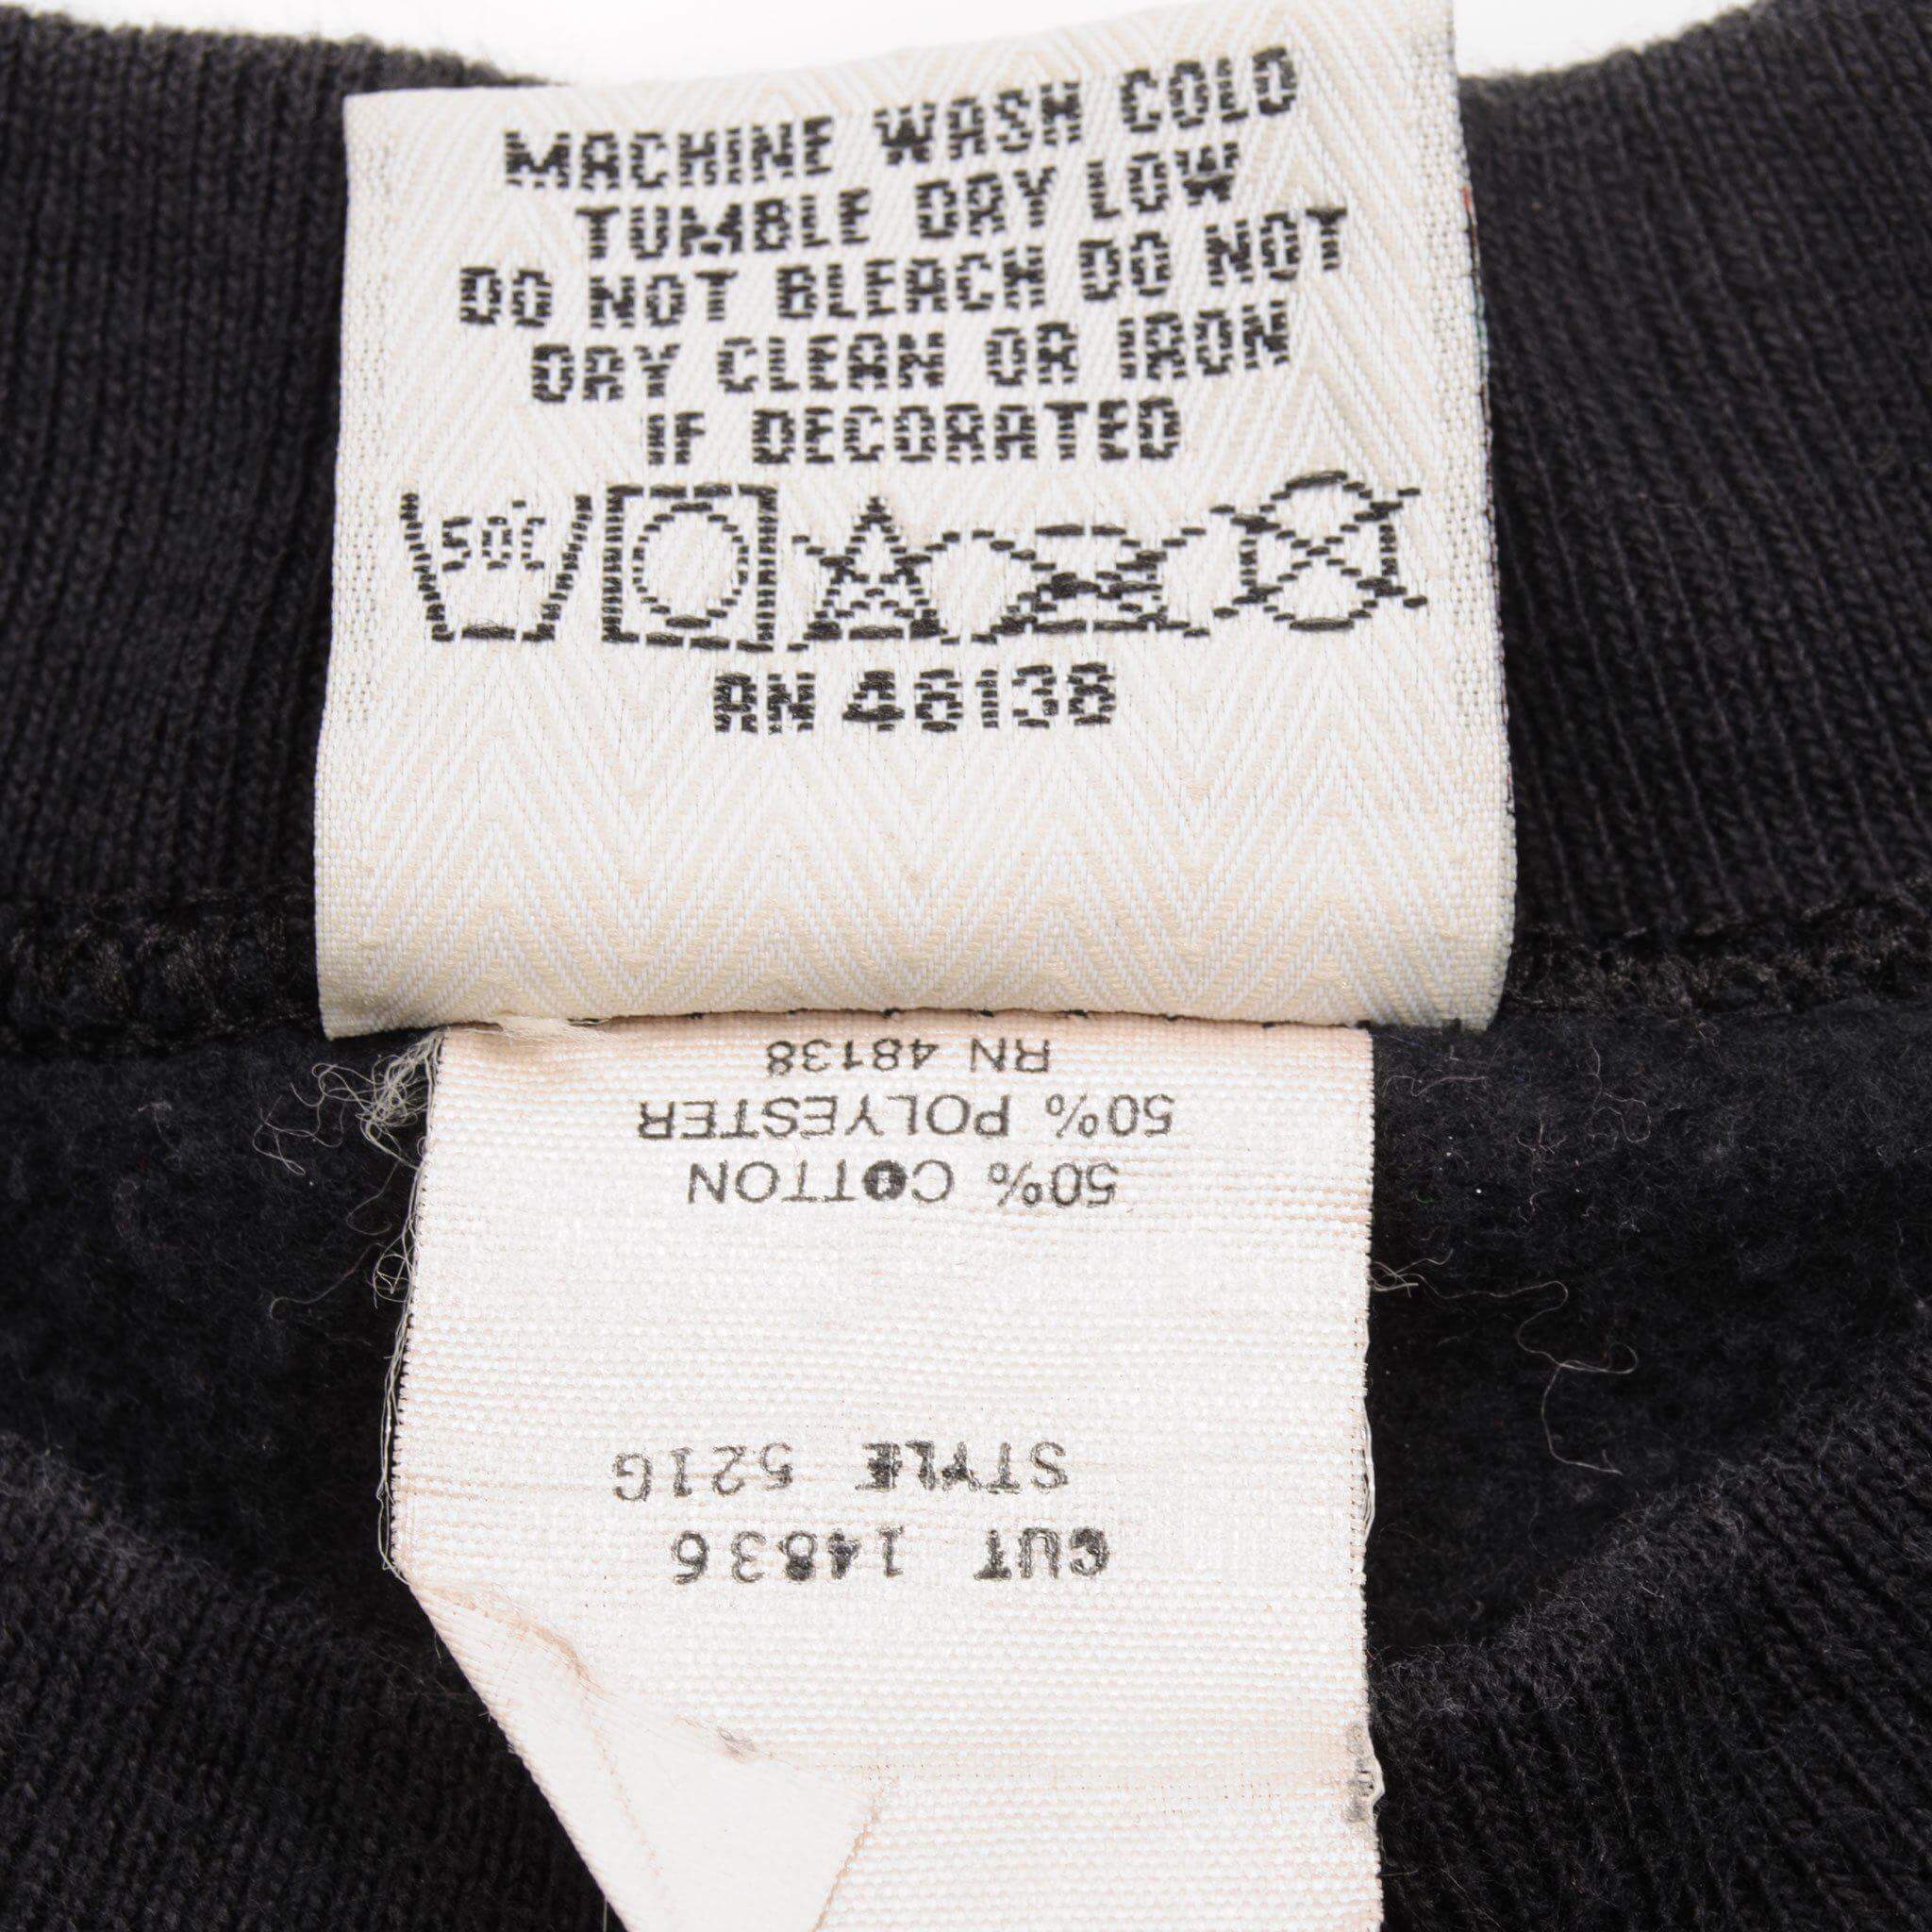 MACHINE WASH COLD
TUMBLE DRY LOW
DO NOT BLEACH DO NOT
DRY CLEAN OR IRON
IF DECORATED
50C
RN 48138
RN 48138
50% POLYESTER
50% COTTON
STYLE 521G
CUT 14836